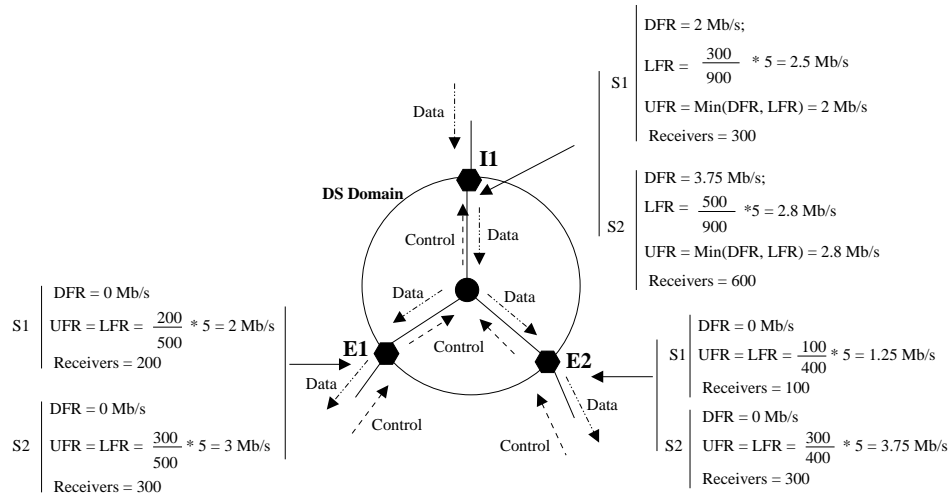 DFR = 2 Mb/s;
S1 LFR = 300/900 * 5 = 2.5 Mb/s
UFR = Min(DFR, LFR) = 2 Mb/s
Receivers = 300
DFR = 3.75 Mb/s;
S2 LFR = 500/900 *5 = 2.8 Mb/s
UFR = Min(DFR, LFR) = 2.8 Mb/s
Receivers = 600
Data
I1
DS Domain
Control
Data
Data
Data
Control
E1
E2
Data
Control
Data
Control
DFR = 0 Mb/s
S1 UFR = LFR = 200/500 * 5 = 2 Mb/s
Receivers = 200
DFR = 0 Mb/s
S2 UFR = LFR = 300/500 * 5 = 3 Mb/s
Receivers = 300
DFR = 0 Mb/s
S1 UFR = LFR = 100/400 * 5 = 1.25 Mb/s
Receivers = 100
DFR = 0 Mb/s
S2 UFR = LFR = 300/400 * 5 = 3.75 Mb/s
Receivers = 300